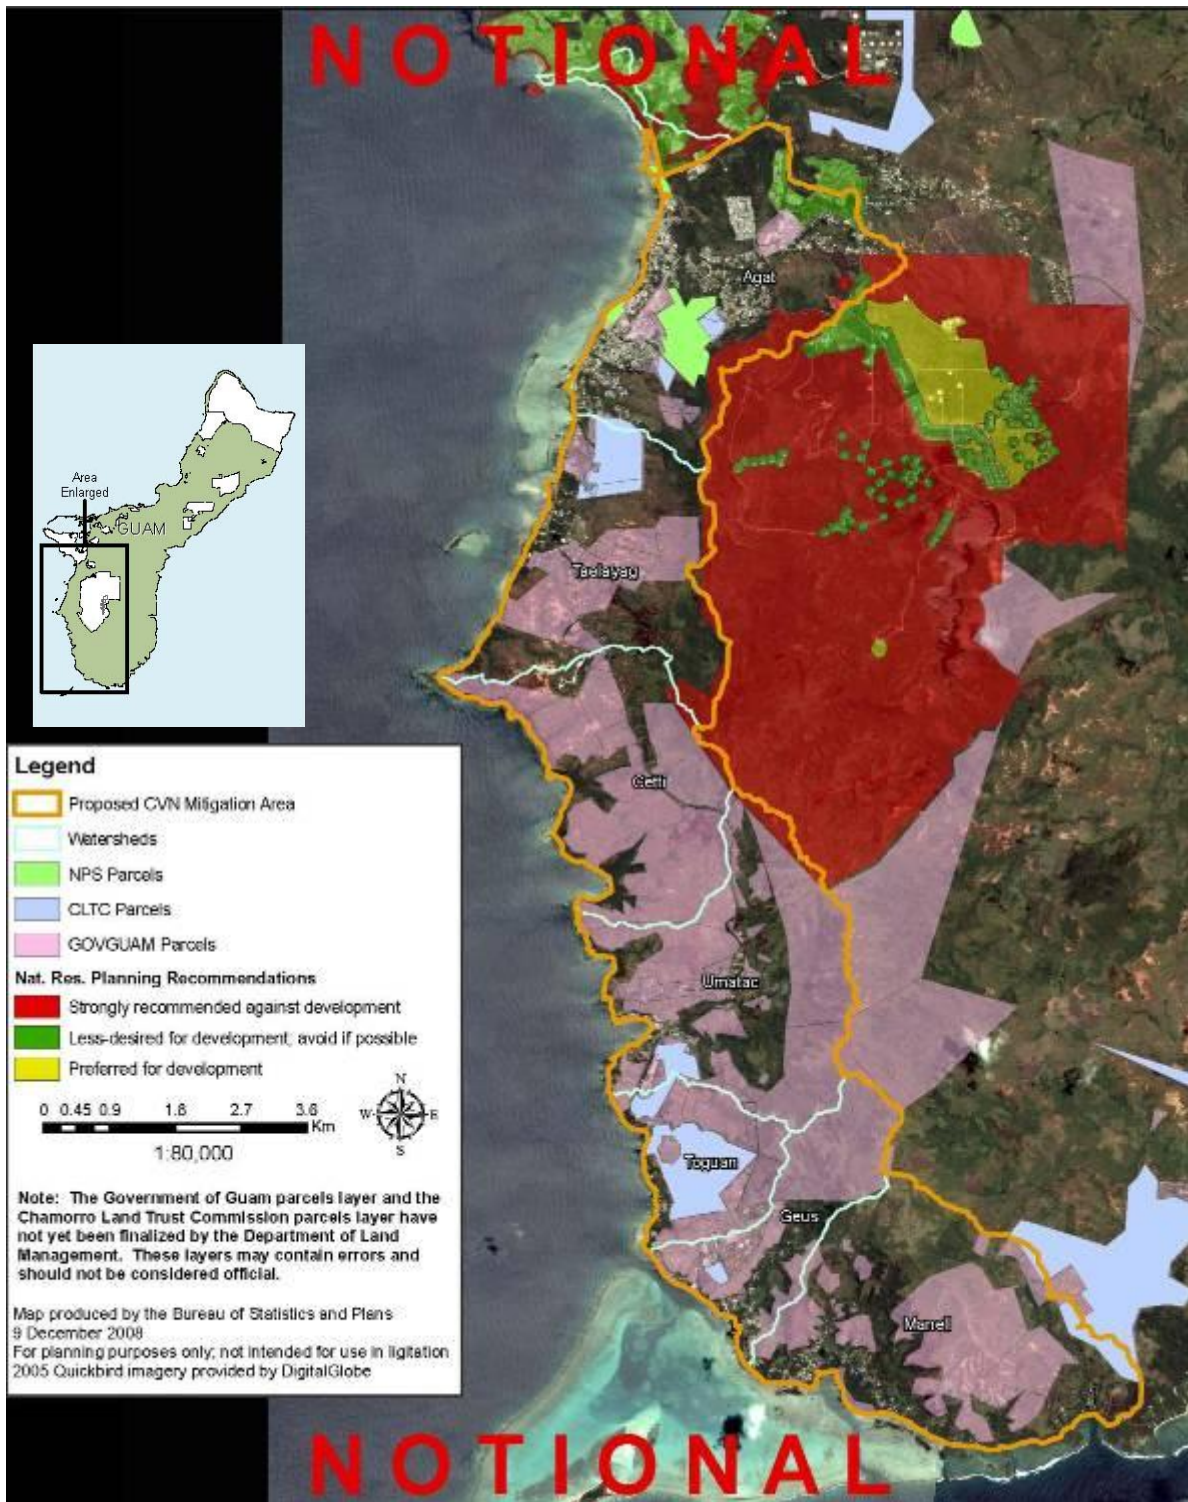 NOTIONAL
Agat
Area
Enlarged
GUAM
Taelayag
Cetti
Legend
Proposed CVN Mitigation Area
Watersheds
NPS Parcels
CLTC Parcels
GOVGUAM Parcels
Nat. Res. Planning Recommendations
Strongly recommended against development
Less-desired for development; avoid if possible
Preferred for development
0 0.45 0.9 1.8 2.7 3.6
Km
1:80,000
N
W E
S
Umatac
Toguan
Geus
Manell
Note: The Government of Guam parcels layer and the
Chamorro Land Trust Commission parcels layer have
not yet been finalized by the Department of Land
Management. These layers may contain errors and
should not be considered official.
Map produced by the Bureau of Statistics and Plans
9 December 2008
For planning purposes only; not intended for use in ligitation
2005 Quickbird imagery provided by DigitalGlobe
NOTIONAL